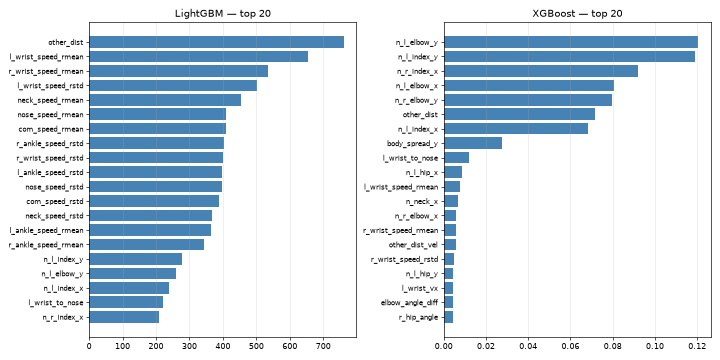 LightGBM — top 20
other_dist
l_wrist_speed_rmean
r_wrist_speed_rmean
l_wrist_speed_rstd
neck_speed_rmean
nose_speed_rmean
com_speed_rmean
r_ankle_speed_rstd
r_wrist_speed_rstd
l_ankle_speed_rstd
nose_speed_rstd
com_speed_rstd
neck_speed_rstd
l_ankle_speed_rmean
r_ankle_speed_rmean
n_l_index_y
n_l_elbow_y
n_l_index_x
l_wrist_to_nose
n_r_index_x
0 100 200 300 400 500 600 700
XGBoost — top 20
n_l_elbow_y
n_l_index_y
n_r_index_x
n_l_elbow_x
n_r_elbow_y
other_dist
n_l_index_x
body_spread_y
l_wrist_to_nose
n_l_hip_x
l_wrist_speed_rmean
n_neck_x
n_r_elbow_x
r_wrist_speed_rmean
other_dist_vel
r_wrist_speed_rstd
n_l_hip_y
l_wrist_vx
elbow_angle_diff
r_hip_angle
0.00 0.02 0.04 0.06 0.08 0.10 0.12